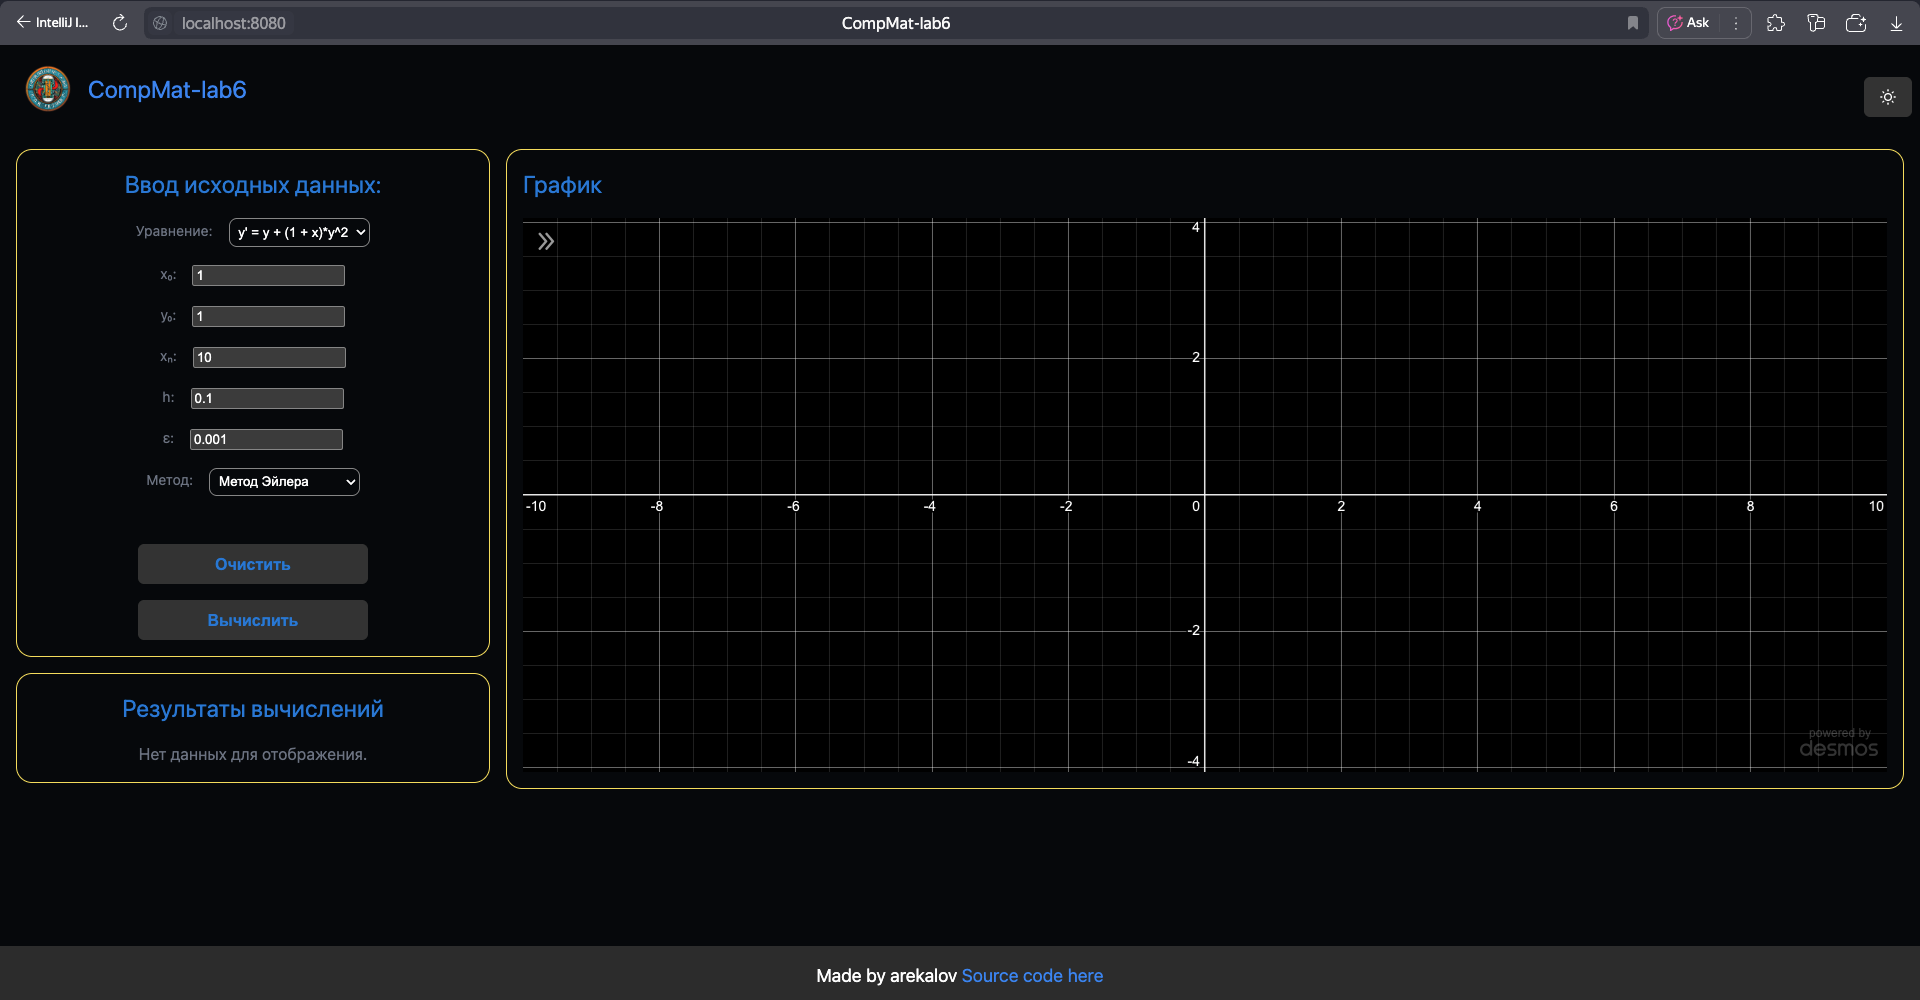 IntelliJ I...
localhost:8080
CompMat-lab6
Ask
CompMat-lab6
Ввод исходных данных:
Уравнение: y' = y + (1 + x)*y^2
x₀: 1
y₀: 1
xₙ: 10
h: 0.1
ε: 0.001
Метод: Метод Эйлера
Очистить
Вычислить
Результаты вычислений
Нет данных для отображения.
График
4
2
-10 -8 -6 -4 -2 0 2 4 6 8 10
-2
-4
powered by
desmos
Made by arekalov Source code here